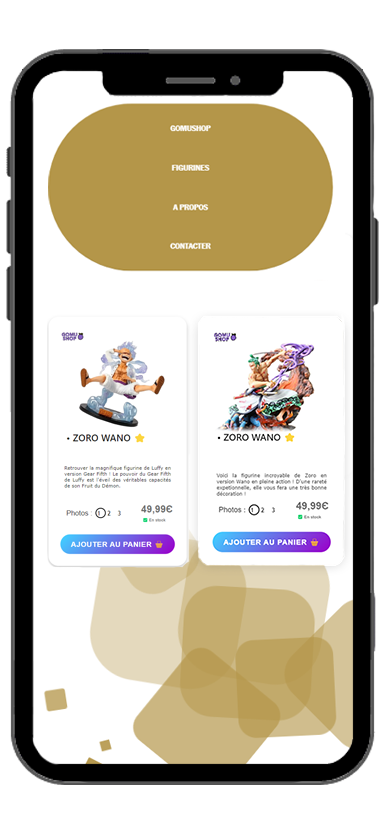 GOMUSHOP
FIGURINES
A PROPOS
CONTACTER
GOMU
SHOP
• ZORO WANO ⭐
Retrouver le magnifique figurine de Luffy en
version Gear Fifth ! Le pouvoir du Gear Fifth
de Luffy est l'éveil des véritables capacités
de son Fruit du Démon.
Photos : 1 2 3
49,99€
✅ En stock
AJOUTER AU PANIER 🧺
GOMU
SHOP
• ZORO WANO ⭐
Voici la figurine incroyable de Zoro en
version Wano en pleine action ! D'une rareté
expetionnelle, elle vous fera une très bonne
décoration !
Photos : 1 2 3
49,99€
✅ En stock
AJOUTER AU PANIER 🧺